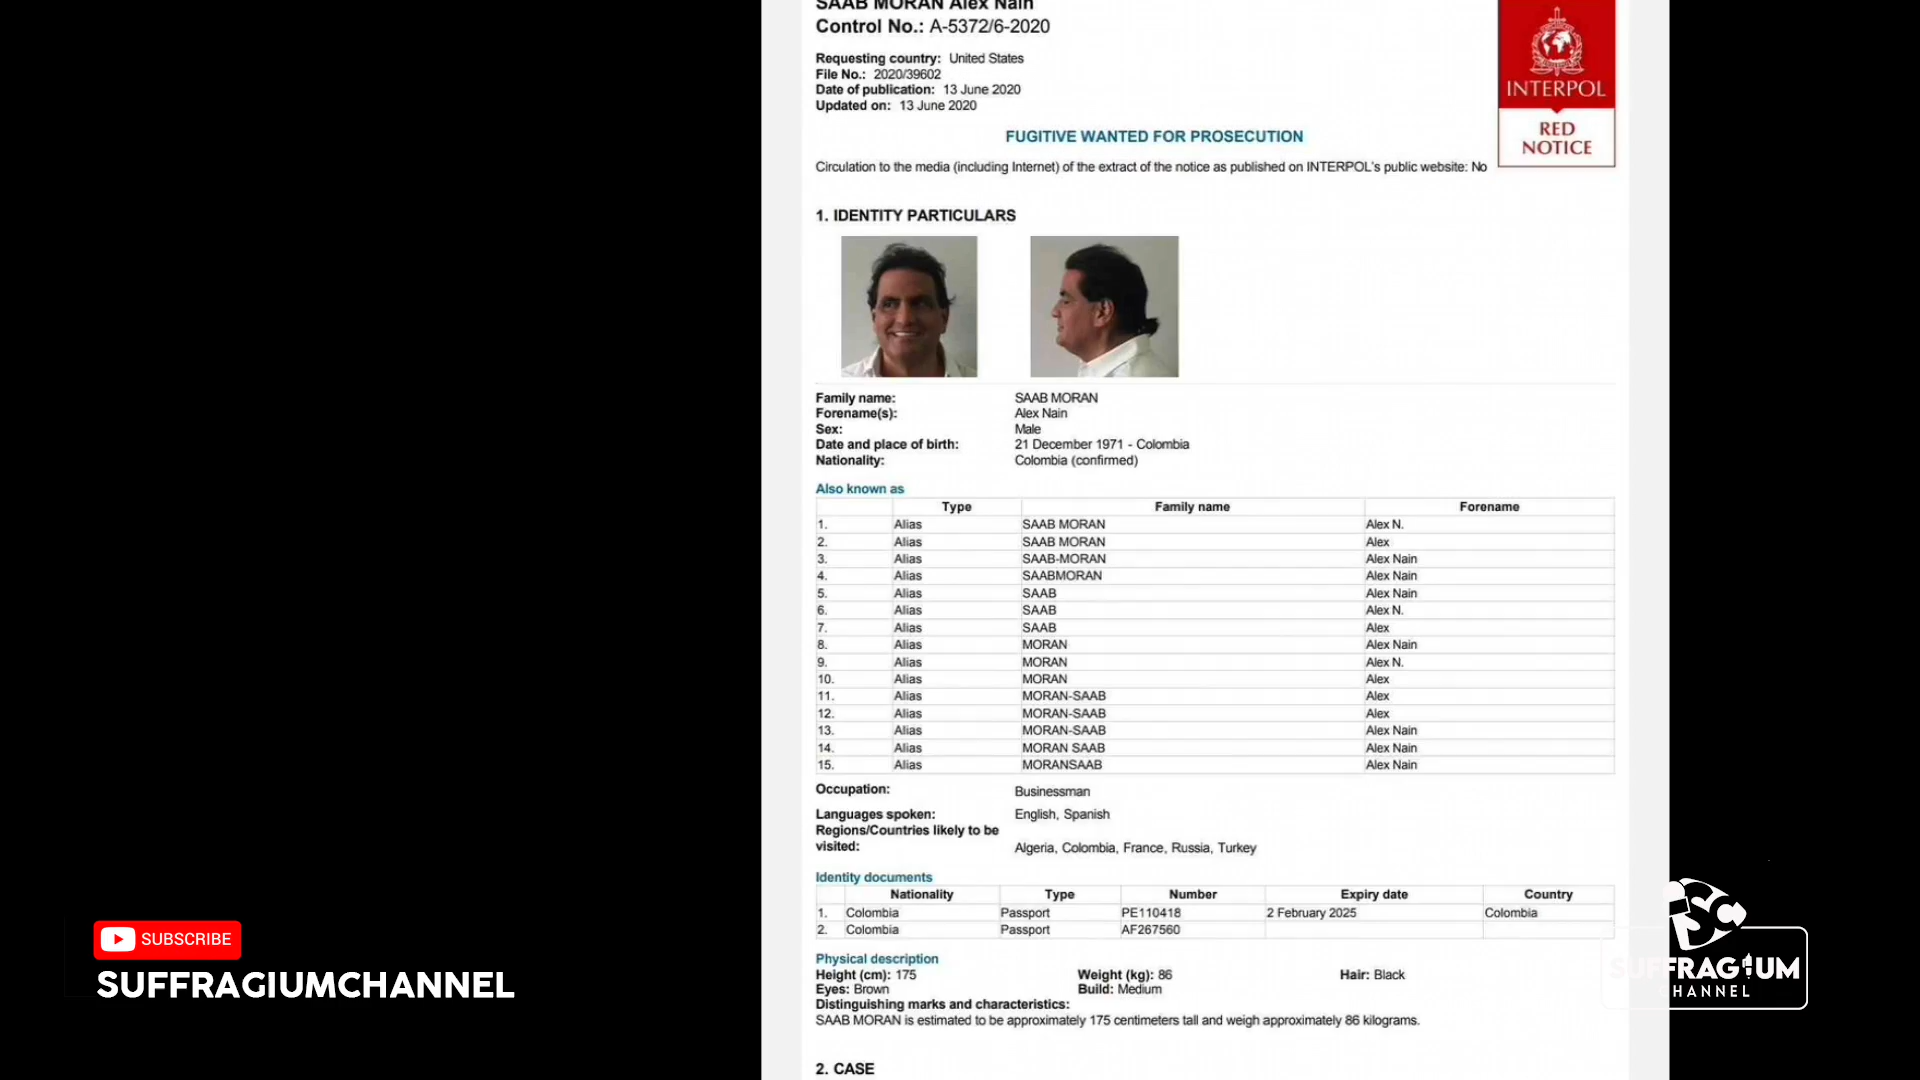 SAAB MORAN Alex Nain
Control No.: A-5372/6-2020
Requesting country: United States
File No.: 2020/39602
Date of publication: 13 June 2020
Updated on: 13 June 2020
INTERPOL
RED
NOTICE
FUGITIVE WANTED FOR PROSECUTION
Circulation to the media (including Internet) of the extract of the notice as published on INTERPOL's public website: No
1. IDENTITY PARTICULARS
Family name: SAAB MORAN
Forename(s): Alex Nain
Sex: Male
Date and place of birth: 21 December 1971 - Colombia
Nationality: Colombia (confirmed)
Also known as
Type Family name Forename
1. Alias SAAB MORAN Alex N.
2. Alias SAAB MORAN Alex
3. Alias SAAB-MORAN Alex Nain
4. Alias SAABMORAN Alex Nain
5. Alias SAAB Alex Nain
6. Alias SAAB Alex N.
7. Alias SAAB Alex
8. Alias MORAN Alex Nain
9. Alias MORAN Alex N.
10. Alias MORAN Alex
11. Alias MORAN-SAAB Alex
12. Alias MORAN-SAAB Alex
13. Alias MORAN-SAAB Alex Nain
14. Alias MORAN SAAB Alex Nain
15. Alias MORANSAAB Alex Nain
Occupation: Businessman
Languages spoken: English, Spanish
Regions/Countries likely to be
visited: Algeria, Colombia, France, Russia, Turkey
Identity documents
Nationality Type Number Expiry date Country
1. Colombia Passport PE110418 2 February 2025 Colombia
2. Colombia Passport AF267560
Physical description
Height (cm): 175 Weight (kg): 86 Hair: Black
Eyes: Brown Build: Medium
Distinguishing marks and characteristics:
SAAB MORAN is estimated to be approximately 175 centimeters tall and weigh approximately 86 kilograms.
2. CASE
SUBSCRIBE
SUFFRAGIUMCHANNEL
SC
SUFFRAGIUM
CHANNEL